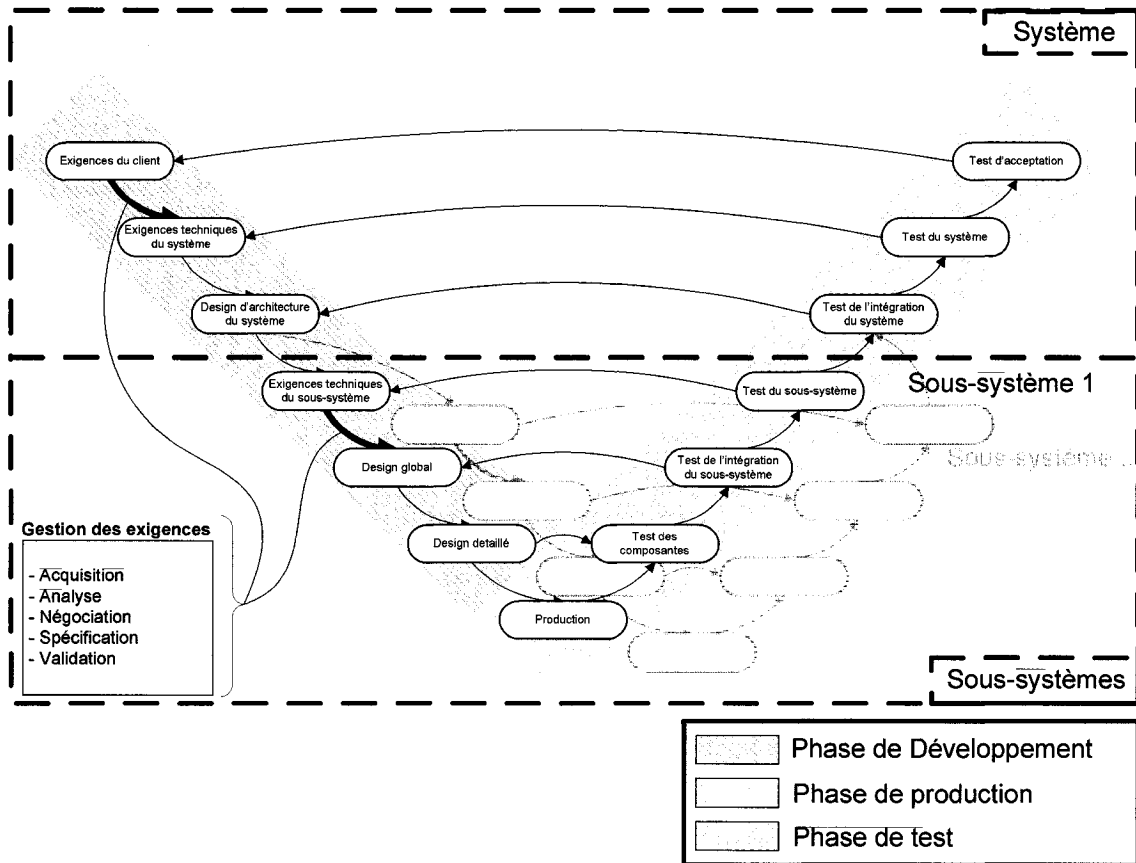 Système
Exigences du client
Test d'acceptation
Exigences techniques
du système
Test du système
Design d'architecture
du système
Test de l'intégration
du système
Exigences techniques
du sous-système
Test du sous-système
Sous-système 1
Design global
Test de l'intégration
du sous-système
Sous-système ...
Gestion des exigences
- Acquisition
- Analyse
- Négociation
- Spécification
- Validation
Design detaillé
Test des
composantes
Production
Sous-systèmes
Phase de Développement
Phase de production
Phase de test